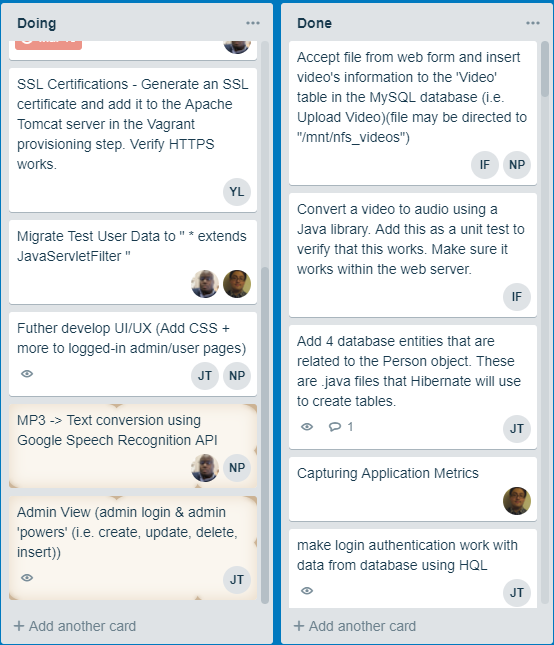 Doing
SSL Certifications - Generate an SSL
certificate and add it to the Apache
Tomcat server in the Vagrant
provisioning step. Verify HTTPS
works.
YL
Migrate Test User Data to " * extends
JavaServletFilter "
Futher develop UI/UX (Add CSS +
more to logged-in admin/user pages)
JT NP
MP3 -> Text conversion using
Google Speech Recognition API
NP
Admin View (admin login & admin
'powers' (i.e. create, update, delete,
insert))
JT
+ Add another card
Done
Accept file from web form and insert
video's information to the 'Video'
table in the MySQL database (i.e.
Upload Video)(file may be directed to
"/mnt/nfs_videos")
IF NP
Convert a video to audio using a
Java library. Add this as a unit test to
verify that this works. Make sure it
works within the web server.
IF
Add 4 database entities that are
related to the Person object. These
are .java files that Hibernate will use
to create tables.
1
JT
Capturing Application Metrics
make login authentication work with
data from database using HQL
JT
+ Add another card